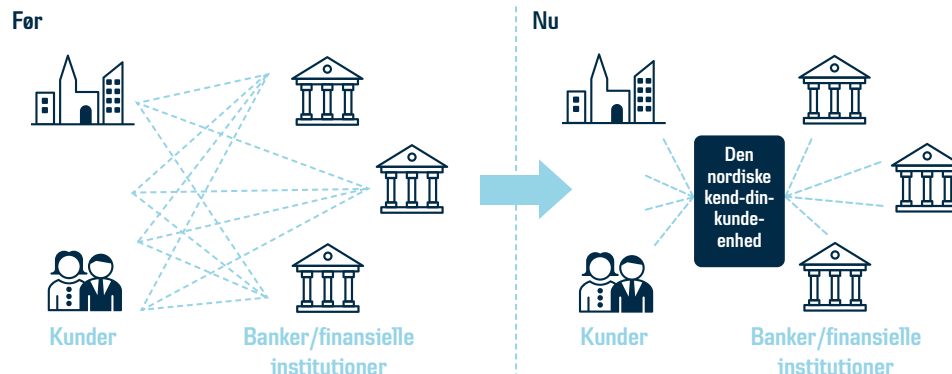 Før
Kunder
Banker/finansielle
institutioner
Nu
Den
nordiske
kend-din-
kunde-
enhed
Kunder
Banker/finansielle
institutioner